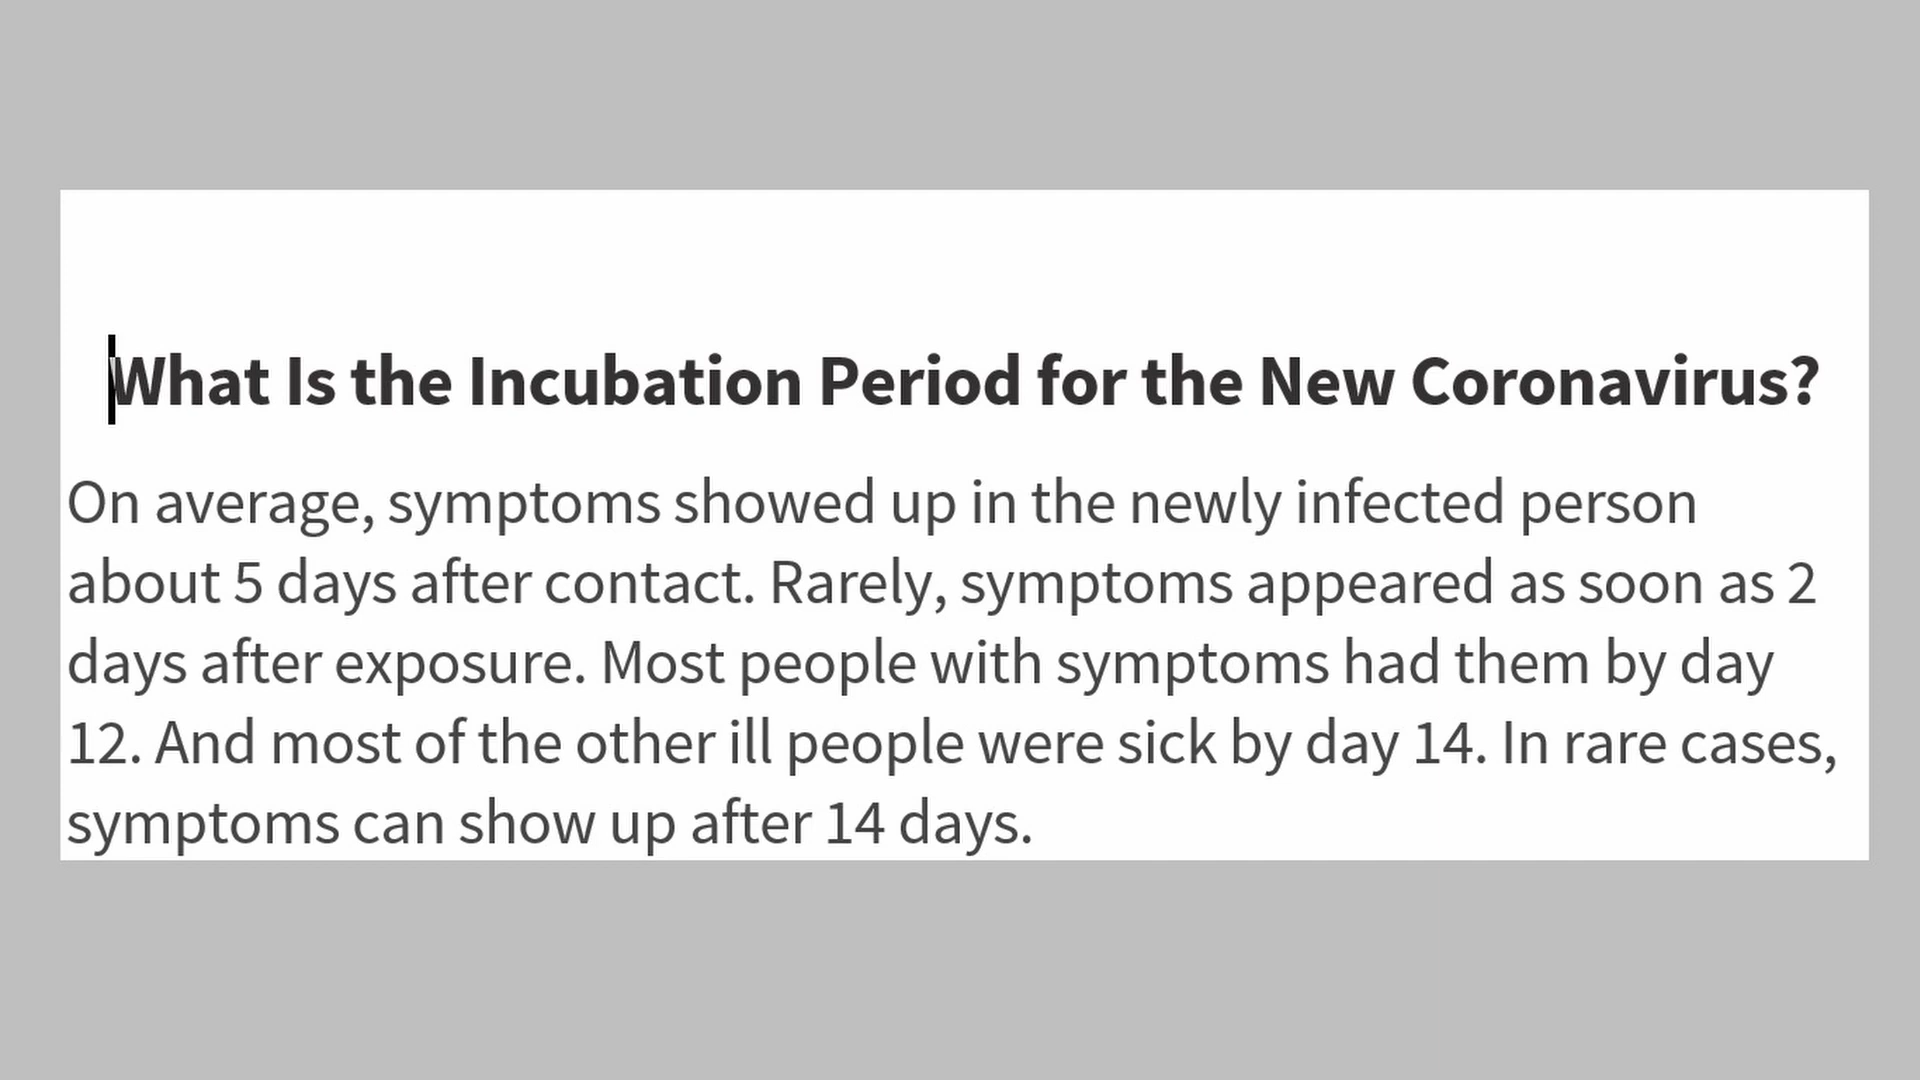 What Is the Incubation Period for the New Coronavirus?
On average, symptoms showed up in the newly infected person
about 5 days after contact. Rarely, symptoms appeared as soon as 2
days after exposure. Most people with symptoms had them by day
12. And most of the other ill people were sick by day 14. In rare cases,
symptoms can show up after 14 days.